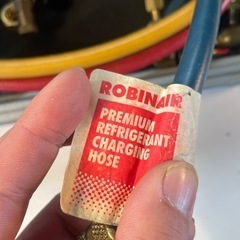 ROBINAIR
PREMIUM
REFRIGERANT
CHARGING
HOSE